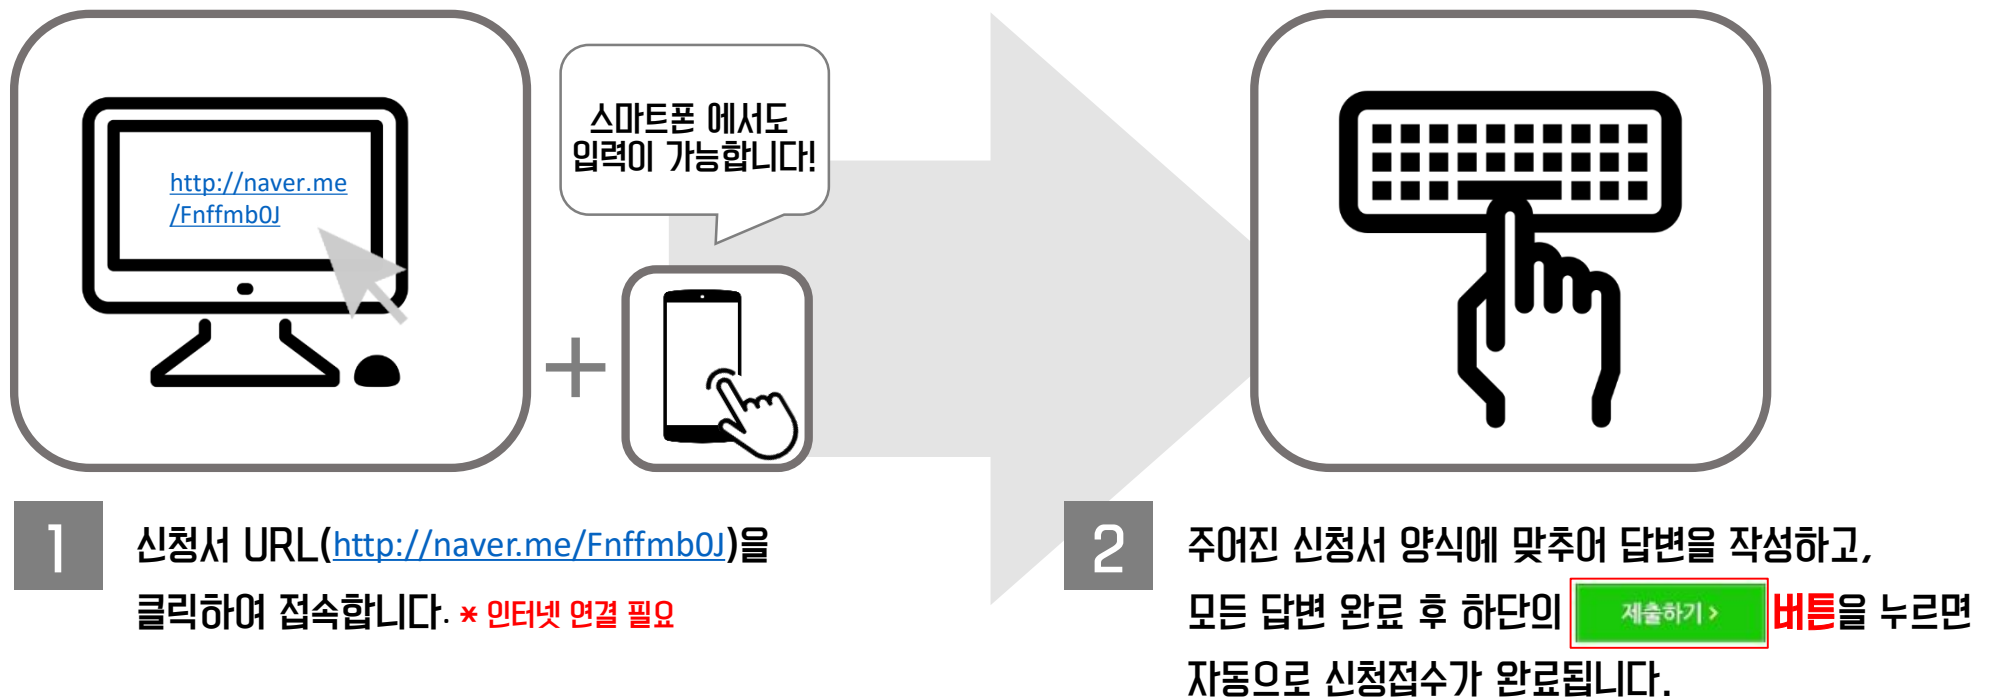 http://naver.me
/Fnffmb0J
스마트폰 에서도
입력이 가능합니다!
1
신청서 URL(http://naver.me/Fnffmb0J)을
클릭하여 접속합니다. * 인터넷 연결 필요
2
주어진 신청서 양식에 맞추어 답변을 작성하고,
모든 답변 완료 후 하단의 제출하기 > 버튼을 누르면
자동으로 신청접수가 완료됩니다.